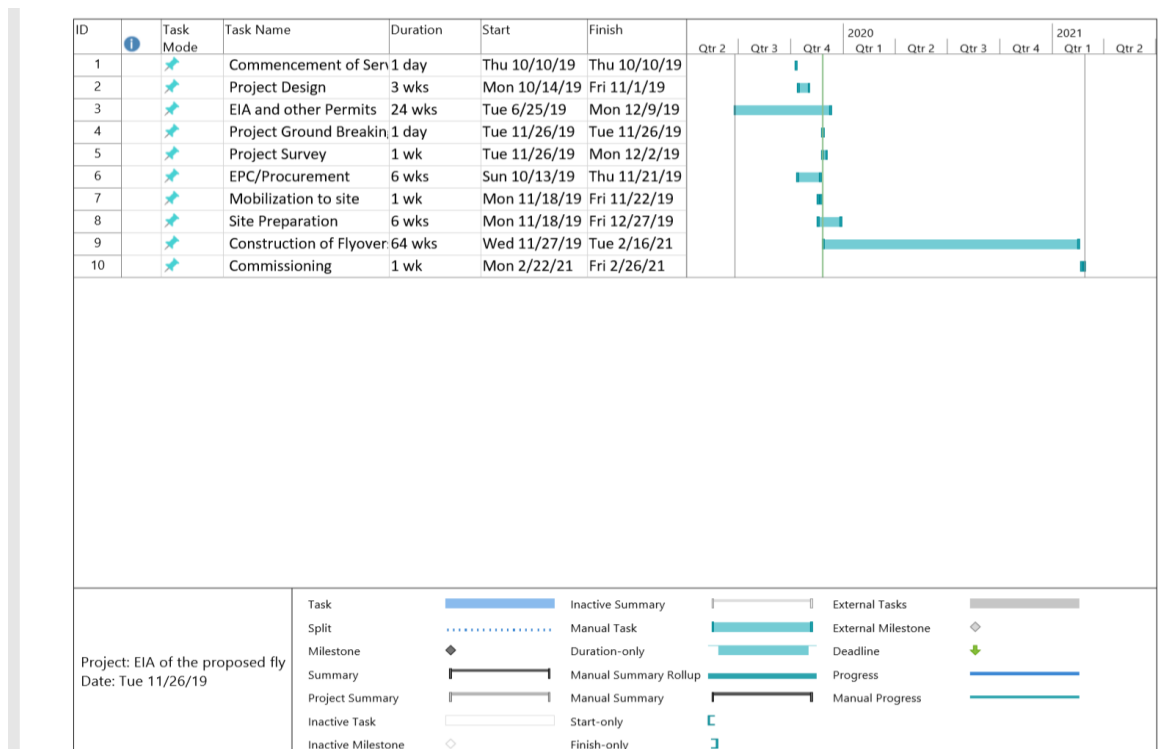 ID Task Mode Task Name Duration Start Finish
2020 2021
Qtr 2 Qtr 3 Qtr 4 Qtr 1 Qtr 2 Qtr 3 Qtr 4 Qtr 1 Qtr 2
1 Commencement of Serv 1 day Thu 10/10/19 Thu 10/10/19
2 Project Design 3 wks Mon 10/14/19 Fri 11/1/19
3 EIA and other Permits 24 wks Tue 6/25/19 Mon 12/9/19
4 Project Ground Breakin 1 day Tue 11/26/19 Tue 11/26/19
5 Project Survey 1 wk Tue 11/26/19 Mon 12/2/19
6 EPC/Procurement 6 wks Sun 10/13/19 Thu 11/21/19
7 Mobilization to site 1 wk Mon 11/18/19 Fri 11/22/19
8 Site Preparation 6 wks Mon 11/18/19 Fri 12/27/19
9 Construction of Flyover 64 wks Wed 11/27/19 Tue 2/16/21
10 Commissioning 1 wk Mon 2/22/21 Fri 2/26/21
Project: EIA of the proposed fly
Date: Tue 11/26/19
Task Inactive Summary External Tasks
Split Manual Task External Milestone
Milestone Duration-only Deadline
Summary Manual Summary Rollup Progress
Project Summary Manual Summary Manual Progress
Inactive Task Start-only
Inactive Milestone Finish-only